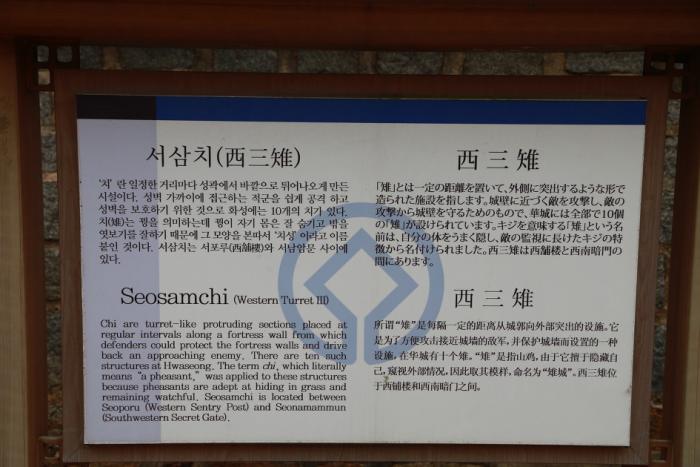 서삼치(西三雉)
'치' 란 일정한 거리마다 성곽에서 바깥으로 튀어나오게 만든
시설이다. 성벽 가까이에 접근하는 적군을 쉽게 공격 하고
성벽을 보호하기 위한 것으로 화성에는 10개의 치가 있다.
치(雉)는 꿩을 의미하는데 꿩이 자기 몸은 잘 숨기고 밖을
엿보기를 잘하기 때문에 그 모양을 본따서 '치성' 이라고 이름
붙인 것이다. 서삼치는 서포루(西舖樓)와 서남암문 사이에
있다.
西三雉
「雉」とは一定の距離を置いて、外側に突出するような形で
造られた施設を指します。城壁に近づく敵を攻撃し、敵の
攻撃から城壁を守るためのもので、華城には全部で10個
の「雉」が設けられています。キジを意味する「雉」という名
前は、自分の体をうまく隠し、敵の監視に長けたキジの特
徴から名付けられました。西三雉は西舗楼と西南暗門の
間にあります。
Seosamchi (Western Turret III)
Chi are turret-like protruding sections placed at
regular intervals along a fortress wall from which
defenders could protect the fortress walls and drive
back an approaching enemy. There are ten such
structures at Hwaseong. The term chi, which literally
means "a pheasant," was applied to these structures
because pheasants are adept at hiding in grass and
remaining watchful. Seosamchi is located between
Seoporu (Western Sentry Post) and Seonamammun
(Southwestern Secret Gate).
西三雉
所谓“雉”是每隔一定的距离从城郭向外部突出的设施。它
是为了方便攻击接近城墙的敌军，并保护城墙而设置的一种
设施，在华城有十个雉。“雉”是指山鸡，由于它擅于隐藏自
己，窥视外部情况，因此取其模样，命名为“雉城”。西三雉位
于西铺楼和西南暗门之间。